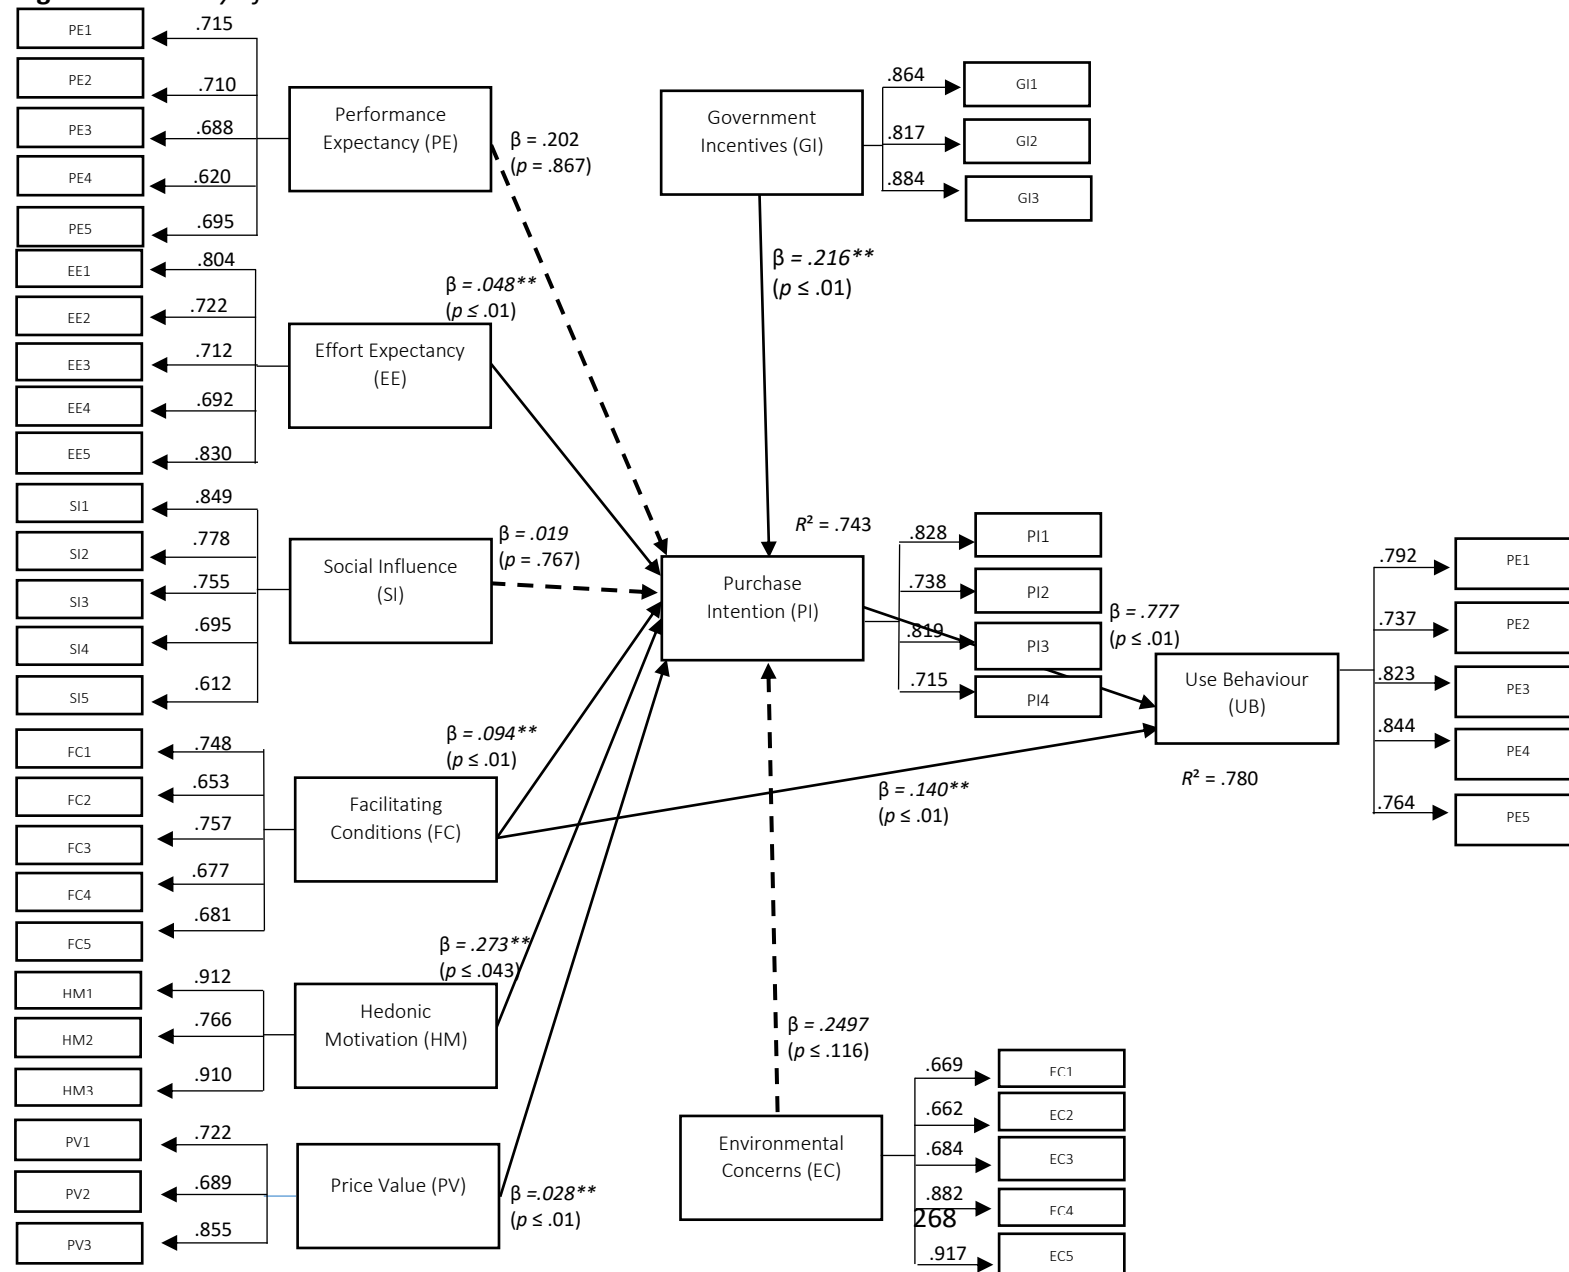 PE1
.715
PE2
.710
PE3
.688
PE4
.620
PE5
.695
Performance
Expectancy (PE)
β = .202
(p = .867)
Government
Incentives (GI)
.864
GI1
.817
GI2
.884
GI3
β = .216**
(p ≤ .01)
EE1
.804
EE2
.722
EE3
.712
EE4
.692
EE5
.830
β = .048**
(p ≤ .01)
Effort Expectancy
(EE)
SI1
.849
SI2
.778
SI3
.755
SI4
.695
SI5
.612
Social Influence
(SI)
β = .019
(p = .767)
R² = .743
Purchase
Intention (PI)
.828
PI1
.738
PI2
.819
PI3
.715
PI4
β = .777
(p ≤ .01)
Use Behaviour
(UB)
R² = .780
.792
PE1
.737
PE2
.823
PE3
.844
PE4
.764
PE5
FC1
.748
FC2
.653
FC3
.757
FC4
.677
FC5
.681
β = .094**
(p ≤ .01)
Facilitating
Conditions (FC)
β = .140**
(p ≤ .01)
HM1
.912
HM2
.766
HM3
.910
β = .273**
(p ≤ .043)
Hedonic
Motivation (HM)
β = .2497
(p ≤ .116)
PV1
.722
PV2
.689
PV3
.855
Price Value (PV)
β =.028**
(p ≤ .01)
Environmental
Concerns (EC)
.669
EC1
.662
EC2
.684
EC3
.882
EC4
268
.917
EC5